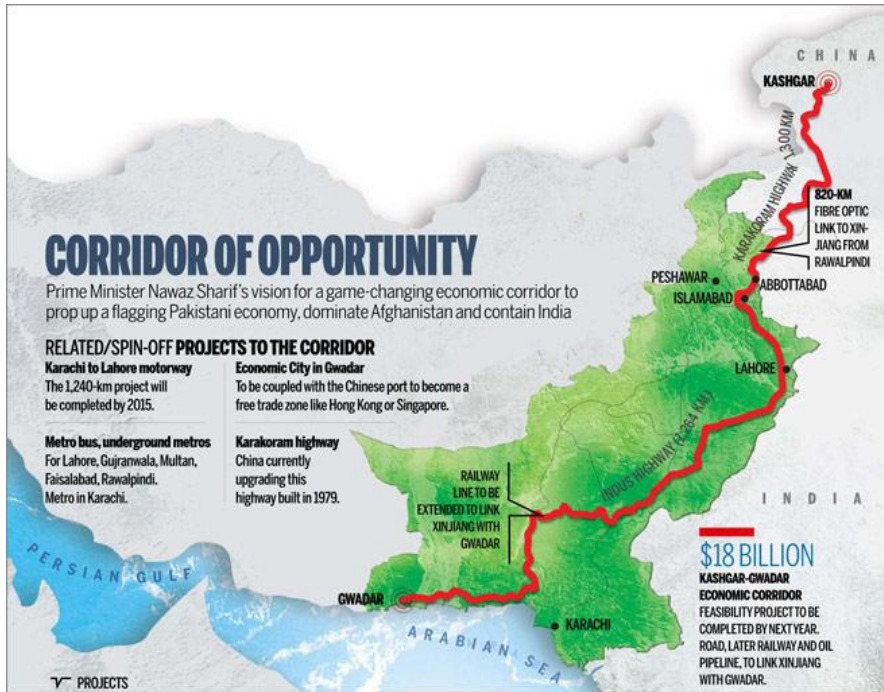 CHINA
KASHGAR
KARAKORAM HIGHWAY 1,300 KM
820-KM
FIBRE OPTIC
LINK TO XIN-
JIANG FROM
RAWALPINDI
CORRIDOR OF OPPORTUNITY
Prime Minister Nawaz Sharif's vision for a game-changing economic corridor to
prop up a flagging Pakistani economy, dominate Afghanistan and contain India
PESHAWAR
ISLAMABAD
ABBOTTABAD
LAHORE
RELATED/SPIN-OFF PROJECTS TO THE CORRIDOR
Karachi to Lahore motorway
The 1,240-km project will
be completed by 2015.
Economic City in Gwadar
To be coupled with the Chinese port to become a
free trade zone like Hong Kong or Singapore.
Metro bus, underground metros
For Lahore, Gujranwala, Multan,
Faisalabad, Rawalpindi.
Metro in Karachi.
Karakoram highway
China currently
upgrading this
highway built in 1979.
INDUS HIGHWAY (1,264 KM)
RAILWAY
LINE TO BE
EXTENDED TO LINK
XINJIANG WITH
GWADAR
INDIA
PERSIAN GULF
GWADAR
ARABIAN SEA
KARACHI
$18 BILLION
KASHGAR-GWADAR
ECONOMIC CORRIDOR
FEASIBILITY PROJECT TO BE
COMPLETED BY NEXT YEAR.
ROAD, LATER RAILWAY AND OIL
PIPELINE, TO LINK XINJIANG
WITH GWADAR.
PROJECTS